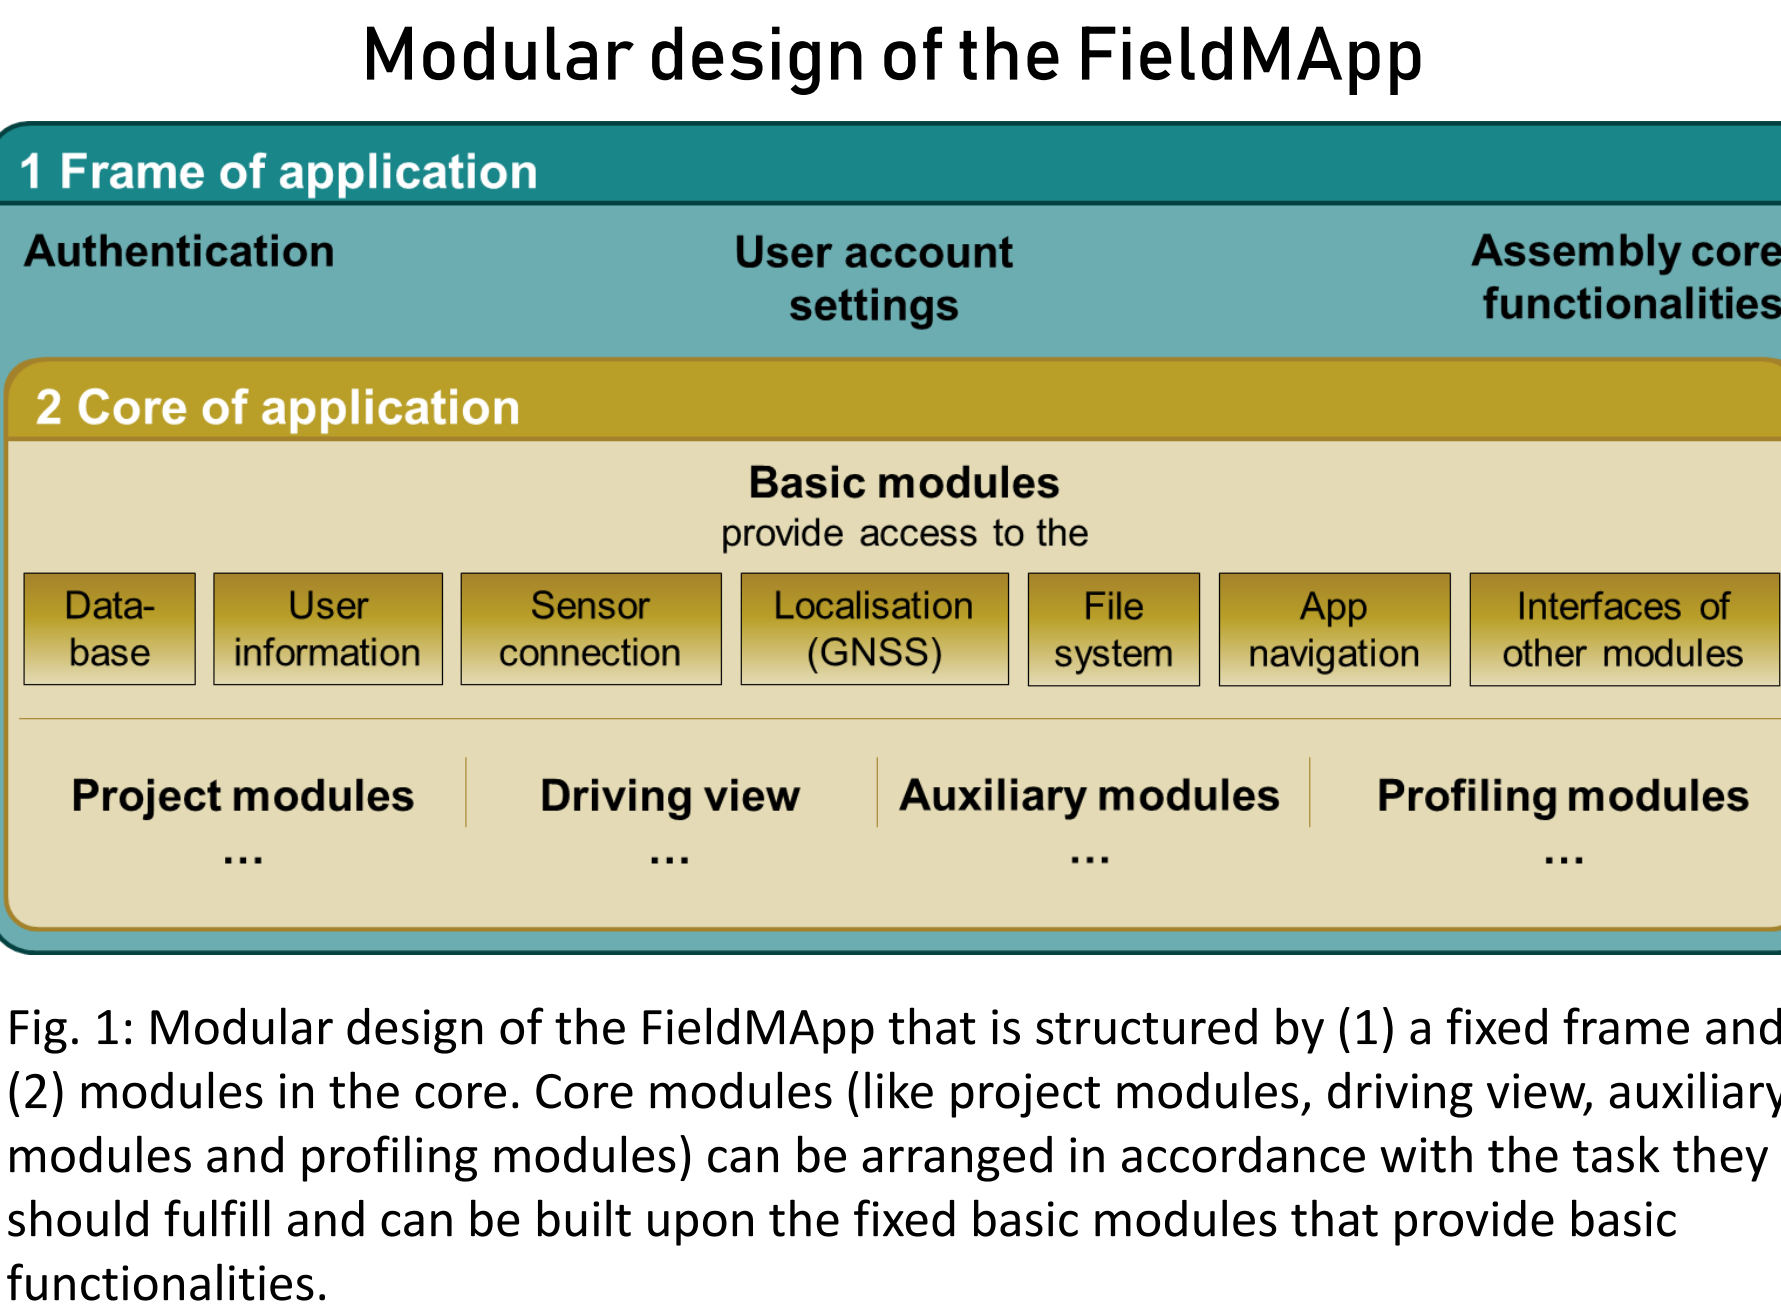 Modular design of the FieldMApp
1 Frame of application
Authentication
User account
settings
Assembly core
functionalities
2 Core of application
Basic modules
provide access to the
Data-
base
User
information
Sensor
connection
Localisation
(GNSS)
File
system
App
navigation
Interfaces of
other modules
Project modules
...
Driving view
...
Auxiliary modules
...
Profiling modules
...
Fig. 1: Modular design of the FieldMApp that is structured by (1) a fixed frame and
(2) modules in the core. Core modules (like project modules, driving view, auxiliary
modules and profiling modules) can be arranged in accordance with the task they
should fulfill and can be built upon the fixed basic modules that provide basic
functionalities.